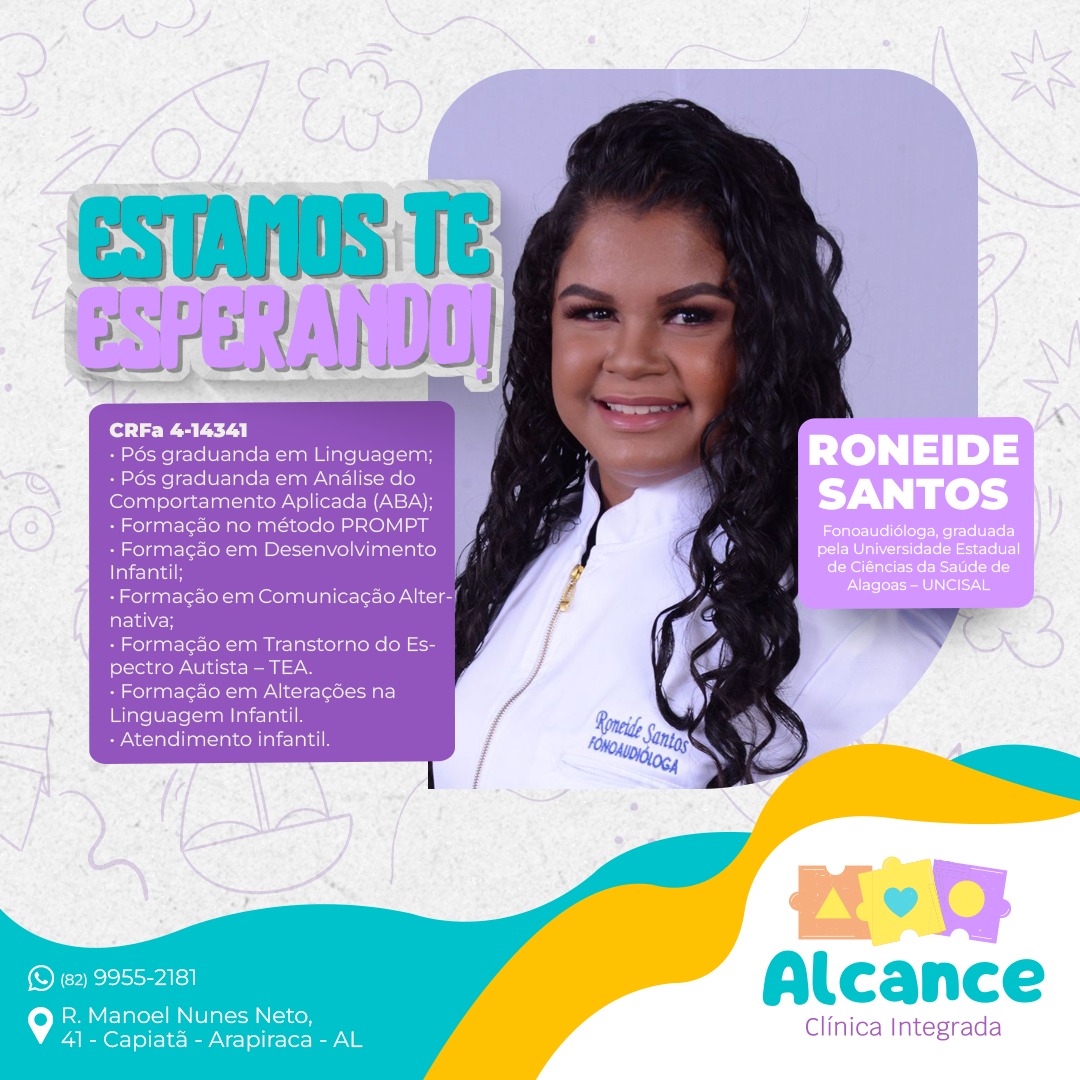 ESTAMOS TE
ESPERANDO!
CRFa 4-14341
• Pós graduanda em Linguagem;
• Pós graduanda em Análise do
Comportamento Aplicada (ABA);
• Formação no método PROMPT
• Formação em Desenvolvimento
Infantil;
• Formação em Comunicação Alter-
nativa;
• Formação em Transtorno do Es-
pectro Autista – TEA.
• Formação em Alterações na
Linguagem Infantil.
• Atendimento infantil.
RONEIDE
SANTOS
Fonoaudióloga, graduada
pela Universidade Estadual
de Ciências da Saúde de
Alagoas – UNCISAL
Roneide Santos
FONOAUDIÓLOGA
(82) 9955-2181
R. Manoel Nunes Neto,
41 - Capiatã - Arapiraca - AL
Alcance
Clínica Integrada